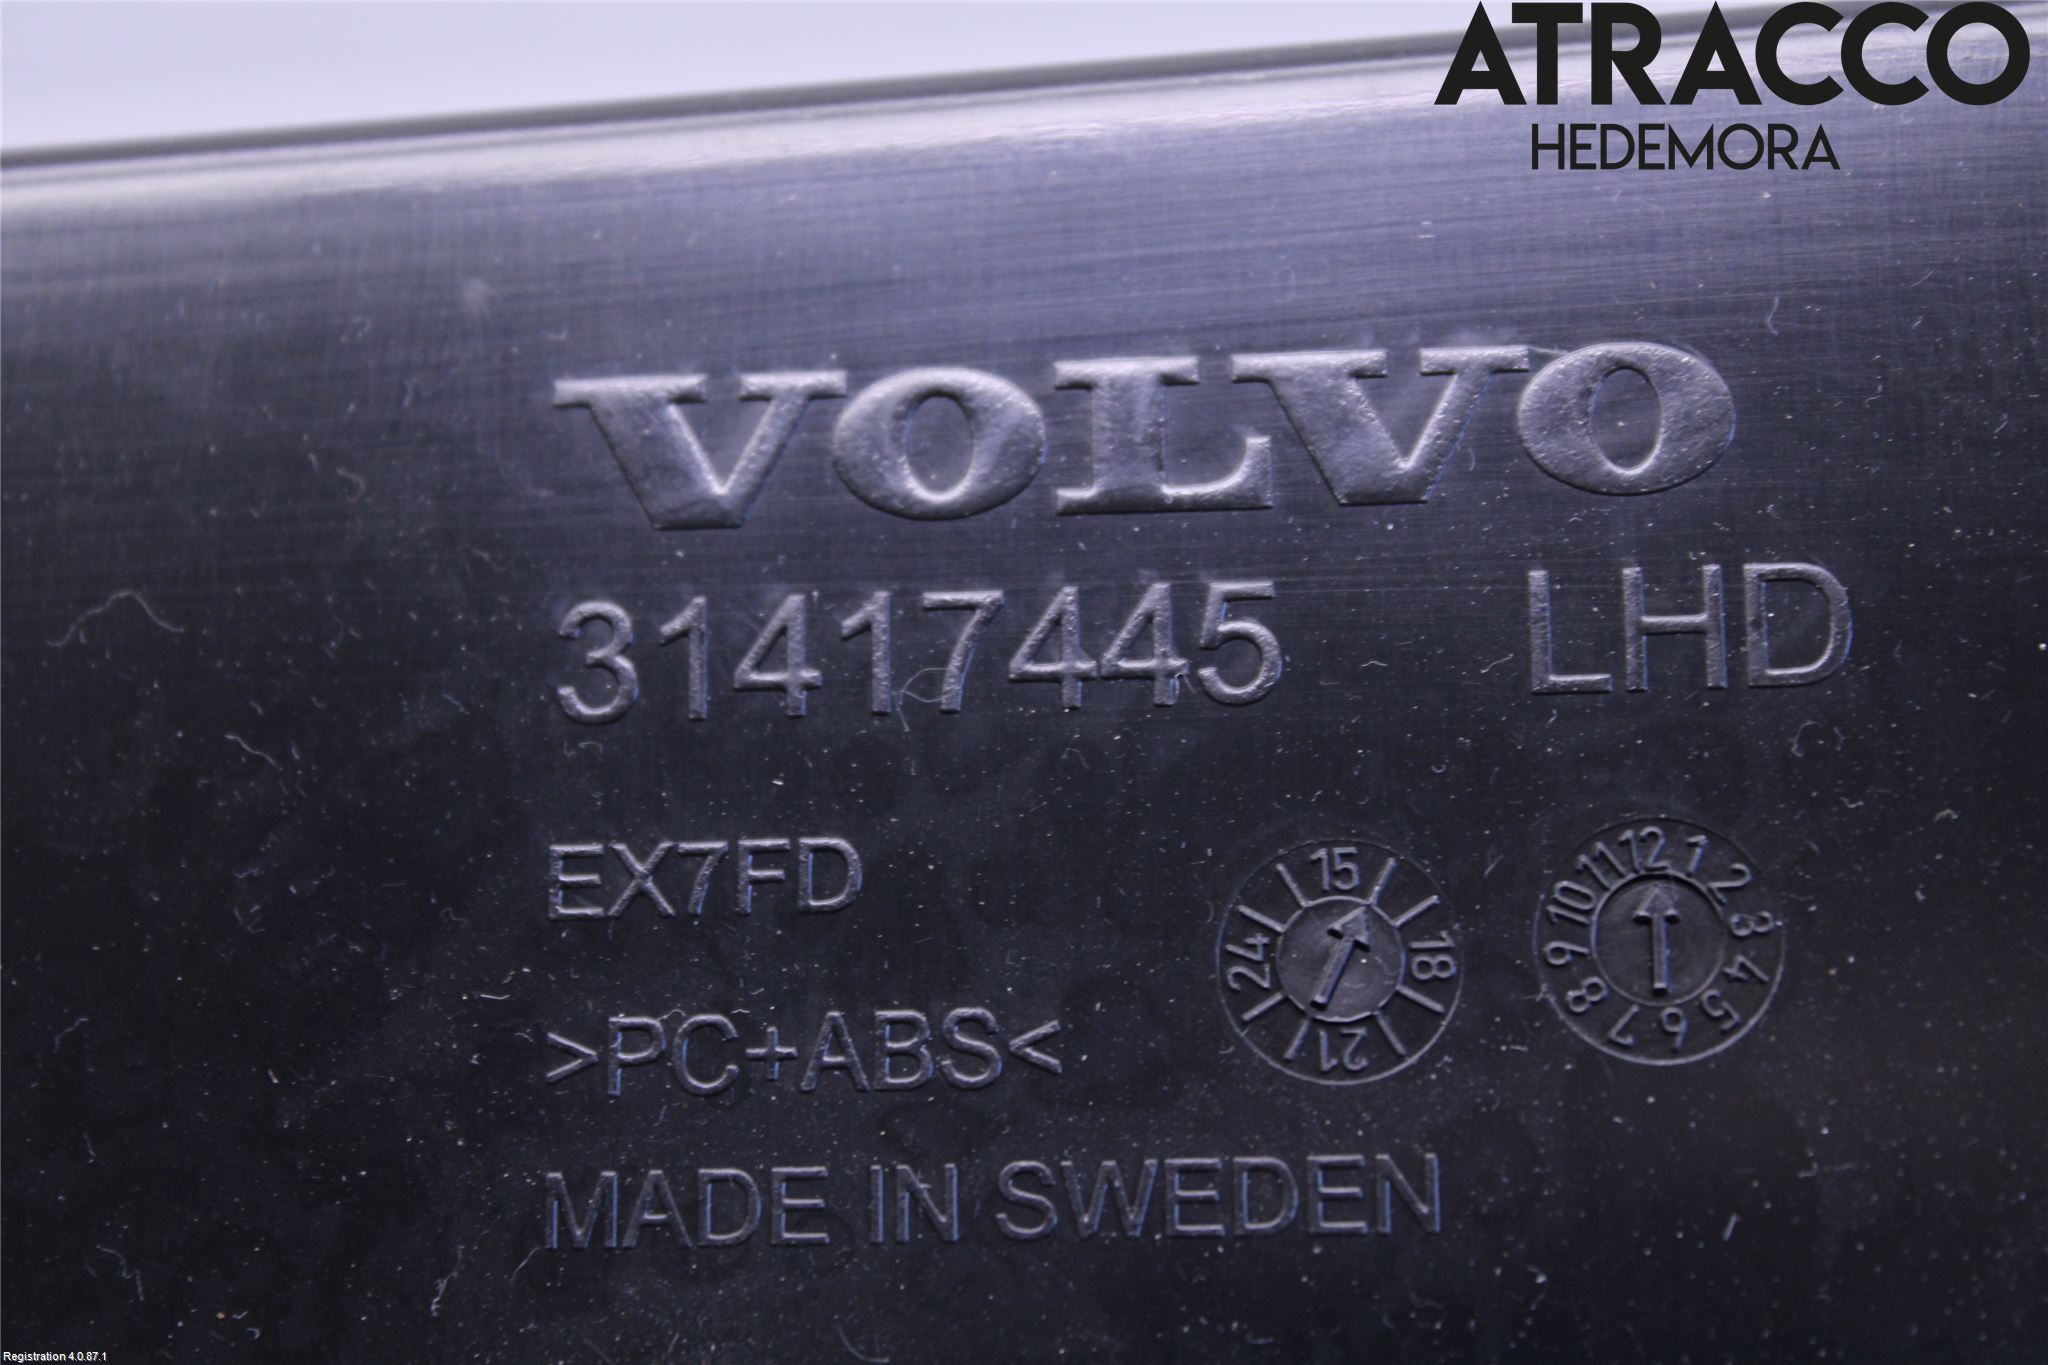 ATRACCO
HEDEMORA
VOLVO
31417445 LHD
EX7FD
15 18 21 24
12 1 2 3 4 5 6 7 8 9 10 11
>PC+ABS<
MADE IN SWEDEN
Registration 4.0.87.1